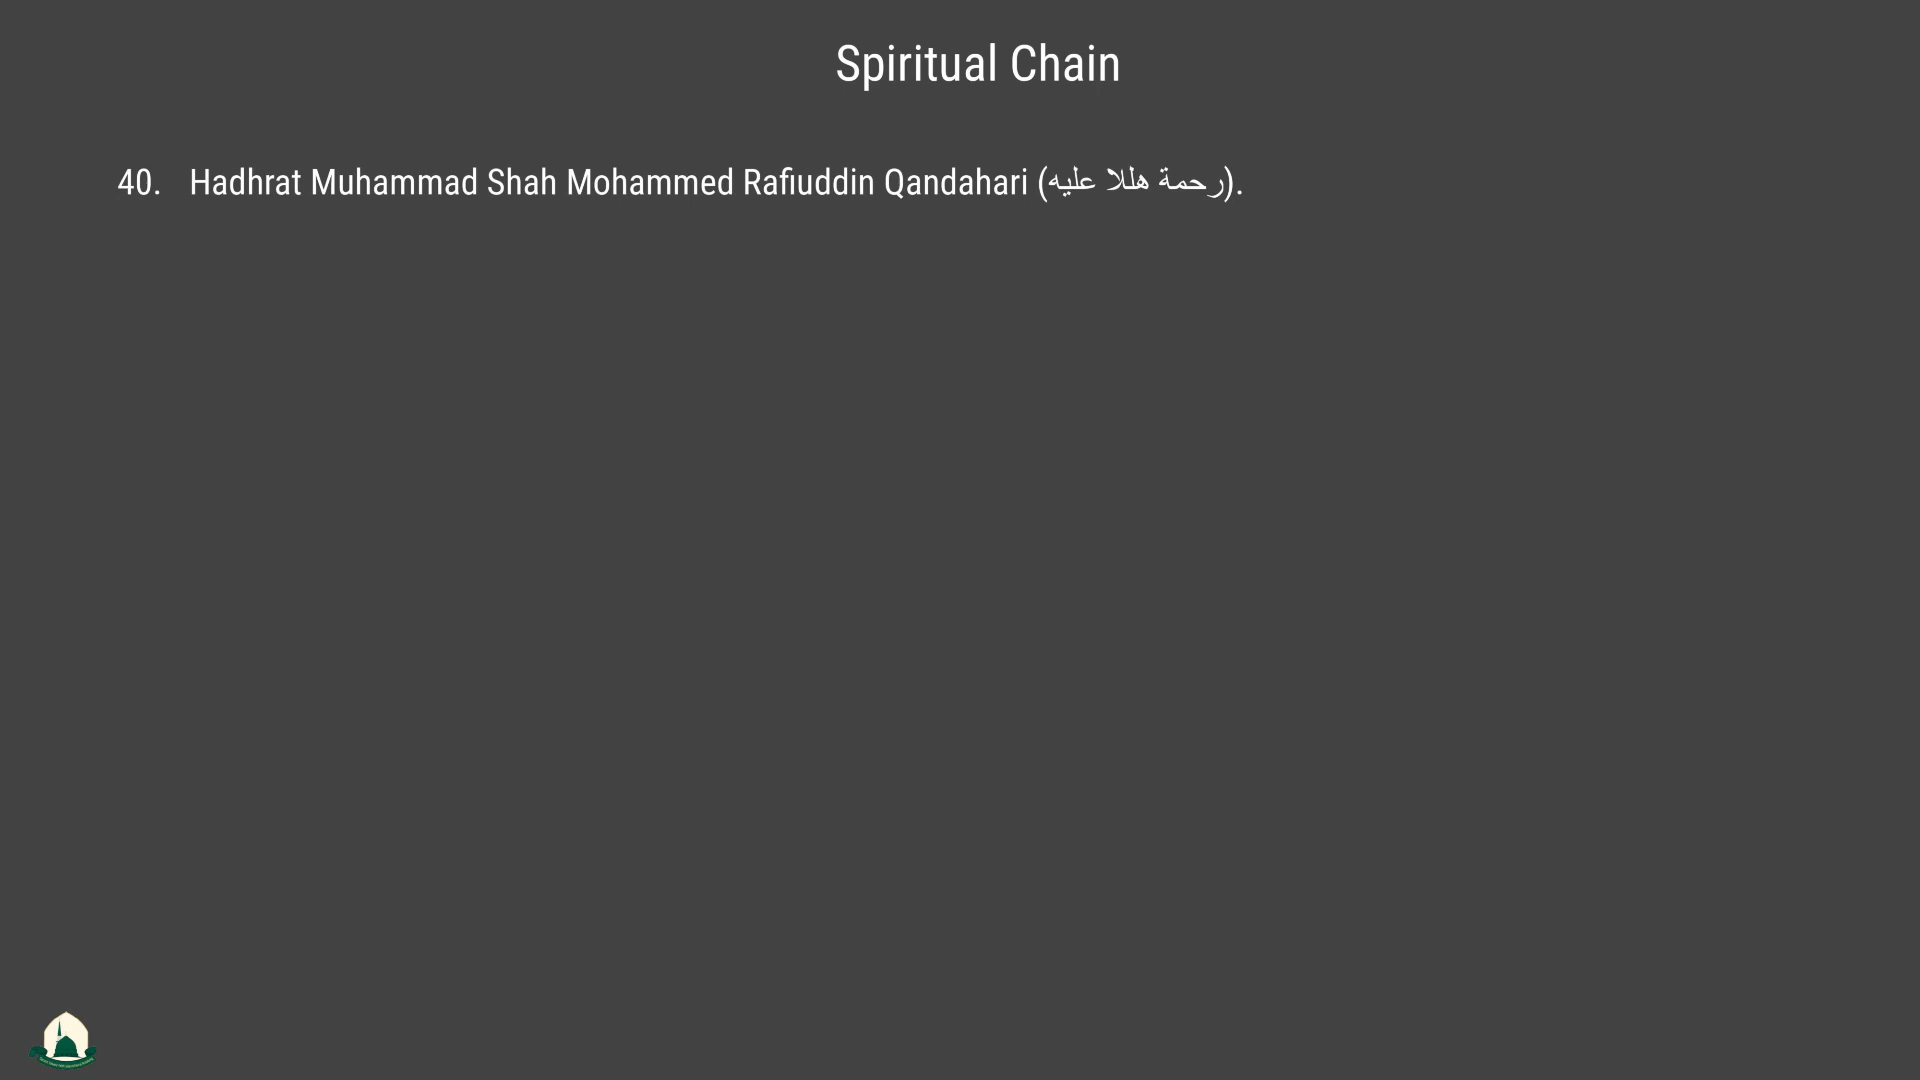 Spiritual Chain
40. Hadhrat Muhammad Shah Mohammed Rafiuddin Qandahari (رحمة هللا عليه).